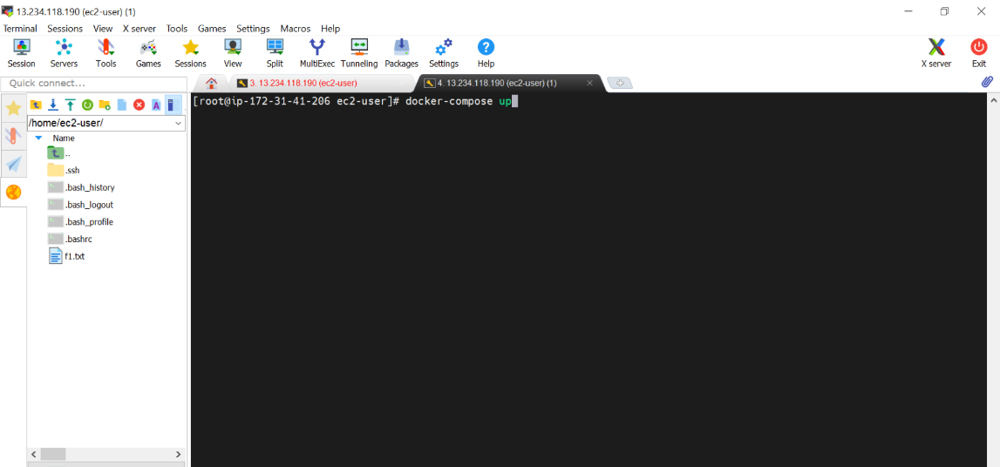 13.234.118.190 (ec2-user) (1)
Terminal Sessions View X server Tools Games Settings Macros Help
Session Servers Tools Games Sessions View Split MultiExec Tunneling Packages Settings Help X server Exit
Quick connect...
3. 13.234.118.190 (ec2-user)
4. 13.234.118.190 (ec2-user) (1)
[root@ip-172-31-41-206 ec2-user]# docker-compose up
/home/ec2-user/
Name
..
.ssh
.bash_history
.bash_logout
.bash_profile
.bashrc
f1.txt